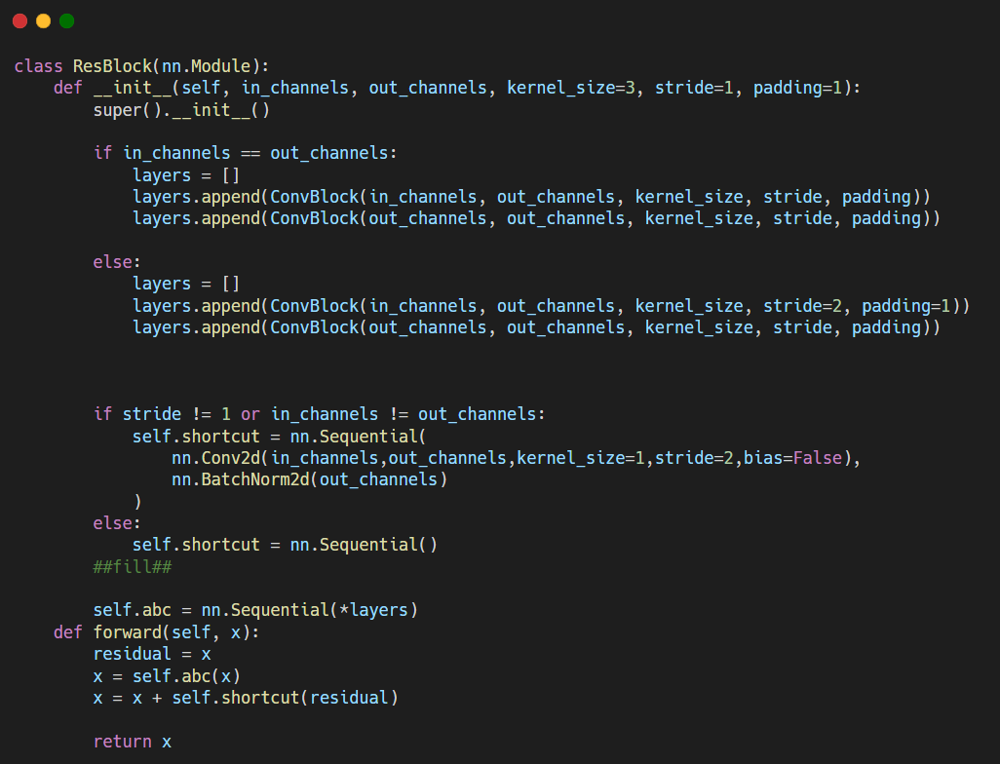 class ResBlock(nn.Module):
    def __init__(self, in_channels, out_channels, kernel_size=3, stride=1, padding=1):
        super().__init__()
        if in_channels == out_channels:
            layers = []
            layers.append(ConvBlock(in_channels, out_channels, kernel_size, stride, padding))
            layers.append(ConvBlock(out_channels, out_channels, kernel_size, stride, padding))
        else:
            layers = []
            layers.append(ConvBlock(in_channels, out_channels, kernel_size, stride=2, padding=1))
            layers.append(ConvBlock(out_channels, out_channels, kernel_size, stride, padding))
        if stride != 1 or in_channels != out_channels:
            self.shortcut = nn.Sequential(
                nn.Conv2d(in_channels,out_channels,kernel_size=1,stride=2,bias=False),
                nn.BatchNorm2d(out_channels)
            )
        else:
            self.shortcut = nn.Sequential()
        ##fill##
        self.abc = nn.Sequential(*layers)
    def forward(self, x):
        residual = x
        x = self.abc(x)
        x = x + self.shortcut(residual)
        return x